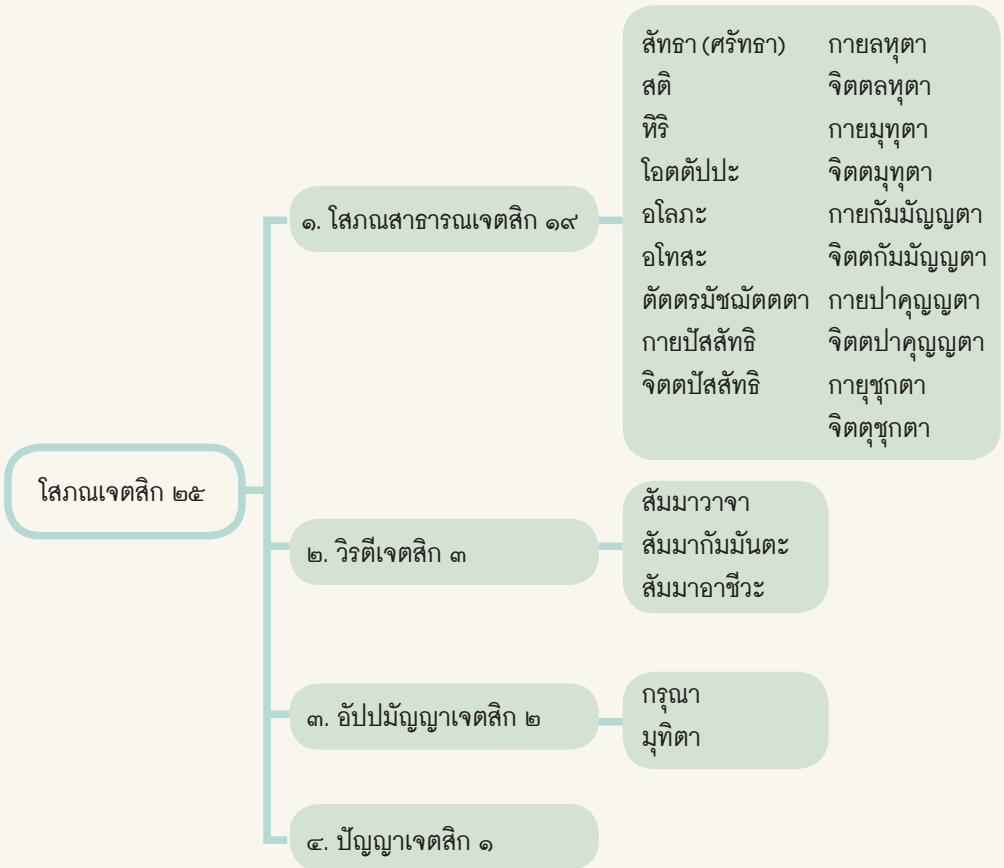 โสภณเจตสิก ๒๕
๑. โสภณสาธารณเจตสิก ๑๙
สัทธา (ศรัทธา)
สติ
หิริ
โอตตัปปะ
อโลภะ
อโทสะ
ตัตตรมัชฌัตตตา
กายปัสสัทธิ
จิตตปัสสัทธิ
กายลหุตา
จิตตลหุตา
กายมุทุตา
จิตตมุทุตา
กายกัมมัญญตา
จิตตกัมมัญญตา
กายปาคุญญตา
จิตตปาคุญญตา
กายุชุกตา
จิตตุชุกตา
๒. วิรตีเจตสิก ๓
สัมมาวาจา
สัมมากัมมันตะ
สัมมาอาชีวะ
๓. อัปปมัญญาเจตสิก ๒
กรุณา
มุทิตา
๔. ปัญญาเจตสิก ๑